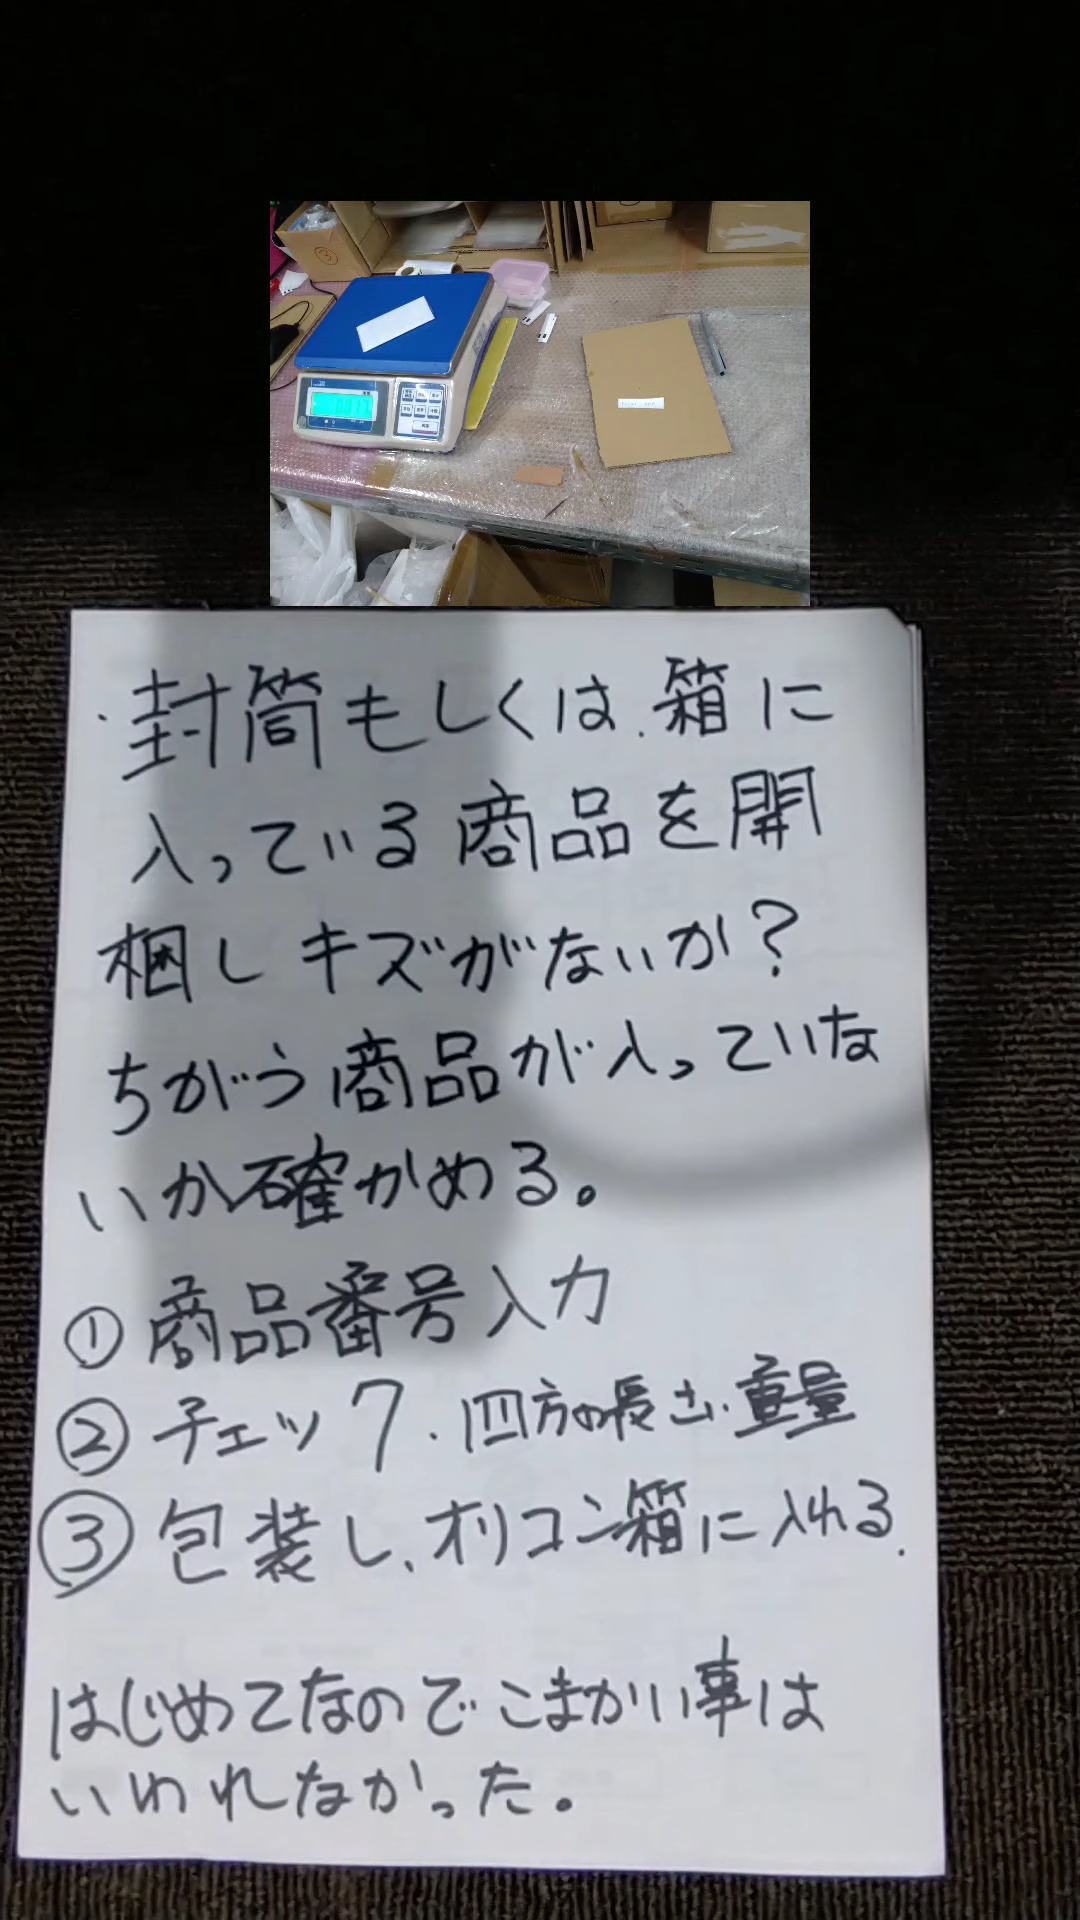 ③
・封筒もしくは、箱に
入っている商品を開
梱しキズがないか？
ちがう商品が入っていな
いか確かめる。
①商品番号入力
②チェック・四方の長さ・重量
③包装し、オリコン箱に入れる.
はじめてなのでこまかい事は
いわれなかった。